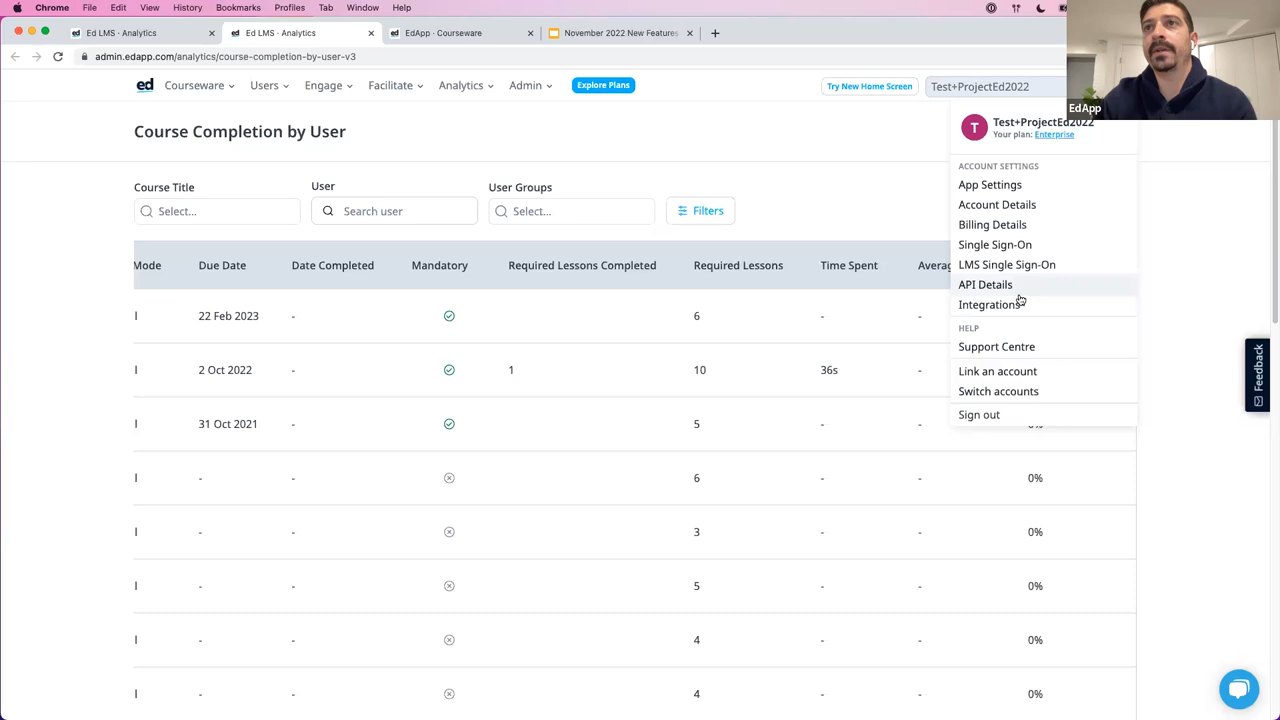 Chrome File Edit View History Bookmarks Profiles Tab Window Help
Ed LMS - Analytics
Ed LMS - Analytics
EdApp - Courseware
November 2022 New Features
admin.edapp.com/analytics/course-completion-by-user-v3
ed Courseware Users Engage Facilitate Analytics Admin Explore Plans Try New Home Screen Test+ProjectEd2022
EdApp
Course Completion by User
T Test+ProjectEd2022
Your plan: Enterprise
ACCOUNT SETTINGS
App Settings
Account Details
Billing Details
Single Sign-On
LMS Single Sign-On
API Details
Integrations
HELP
Support Centre
Link an account
Switch accounts
Sign out
Course Title User User Groups
Select... Search user Select... Filters
Mode Due Date Date Completed Mandatory Required Lessons Completed Required Lessons Time Spent
l 22 Feb 2023 - 6 - -
l 2 Oct 2022 - 1 10 36s -
l 31 Oct 2021 - 5 - - 0%
l - - 6 - - 0%
l - - 3 - - 0%
l - - 5 - - 0%
l - - 4 - - 0%
l - - 4 - - 0%
Feedback